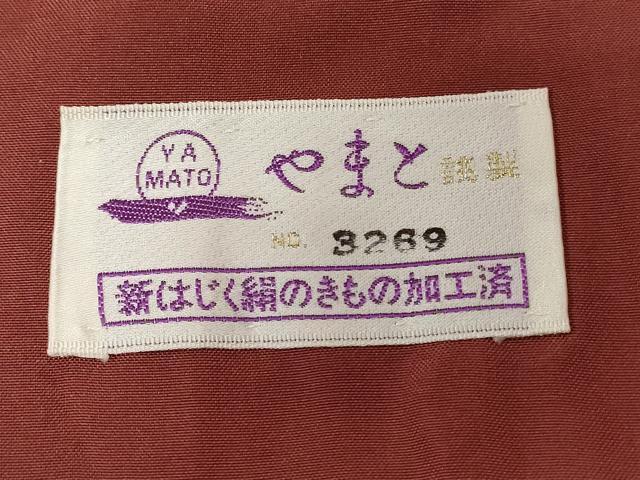 YA
MATO
やまと 謹製
NO. 3269
新はじく絹のきもの加工済